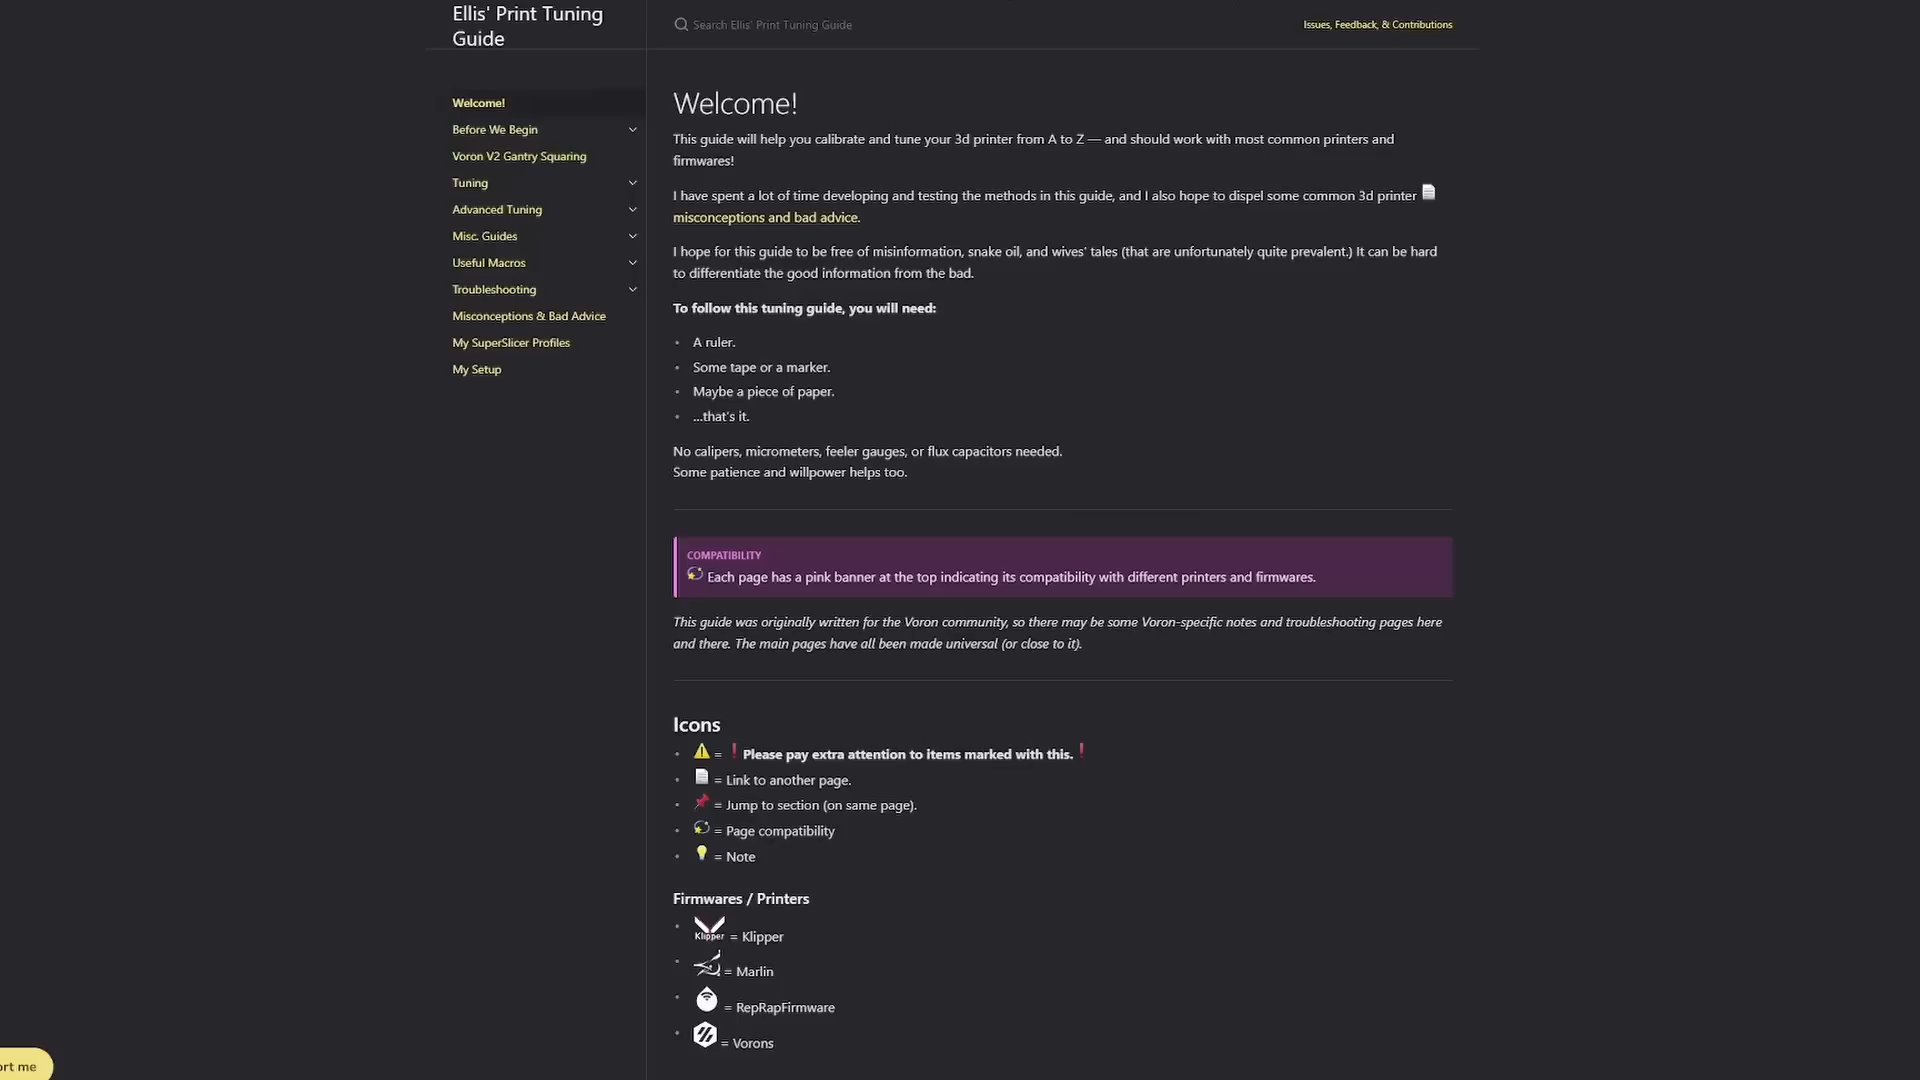 Ellis' Print Tuning
Guide
Search Ellis' Print Tuning Guide
Issues, Feedback, & Contributions
Welcome!
Before We Begin
Voron V2 Gantry Squaring
Tuning
Advanced Tuning
Misc. Guides
Useful Macros
Troubleshooting
Misconceptions & Bad Advice
My SuperSlicer Profiles
My Setup
Welcome!
This guide will help you calibrate and tune your 3d printer from A to Z — and should work with most common printers and
firmwares!
I have spent a lot of time developing and testing the methods in this guide, and I also hope to dispel some common 3d printer
misconceptions and bad advice.
I hope for this guide to be free of misinformation, snake oil, and wives' tales (that are unfortunately quite prevalent.) It can be hard
to differentiate the good information from the bad.
To follow this tuning guide, you will need:
A ruler.
Some tape or a marker.
Maybe a piece of paper.
...that's it.
No calipers, micrometers, feeler gauges, or flux capacitors needed.
Some patience and willpower helps too.
COMPATIBILITY
Each page has a pink banner at the top indicating its compatibility with different printers and firmwares.
This guide was originally written for the Voron community, so there may be some Voron-specific notes and troubleshooting pages here
and there. The main pages have all been made universal (or close to it).
Icons
= ❗Please pay extra attention to items marked with this.❗
= Link to another page.
= Jump to section (on same page).
= Page compatibility
= Note
Firmwares / Printers
Klipper = Klipper
= Marlin
= RepRapFirmware
= Vorons
ort me